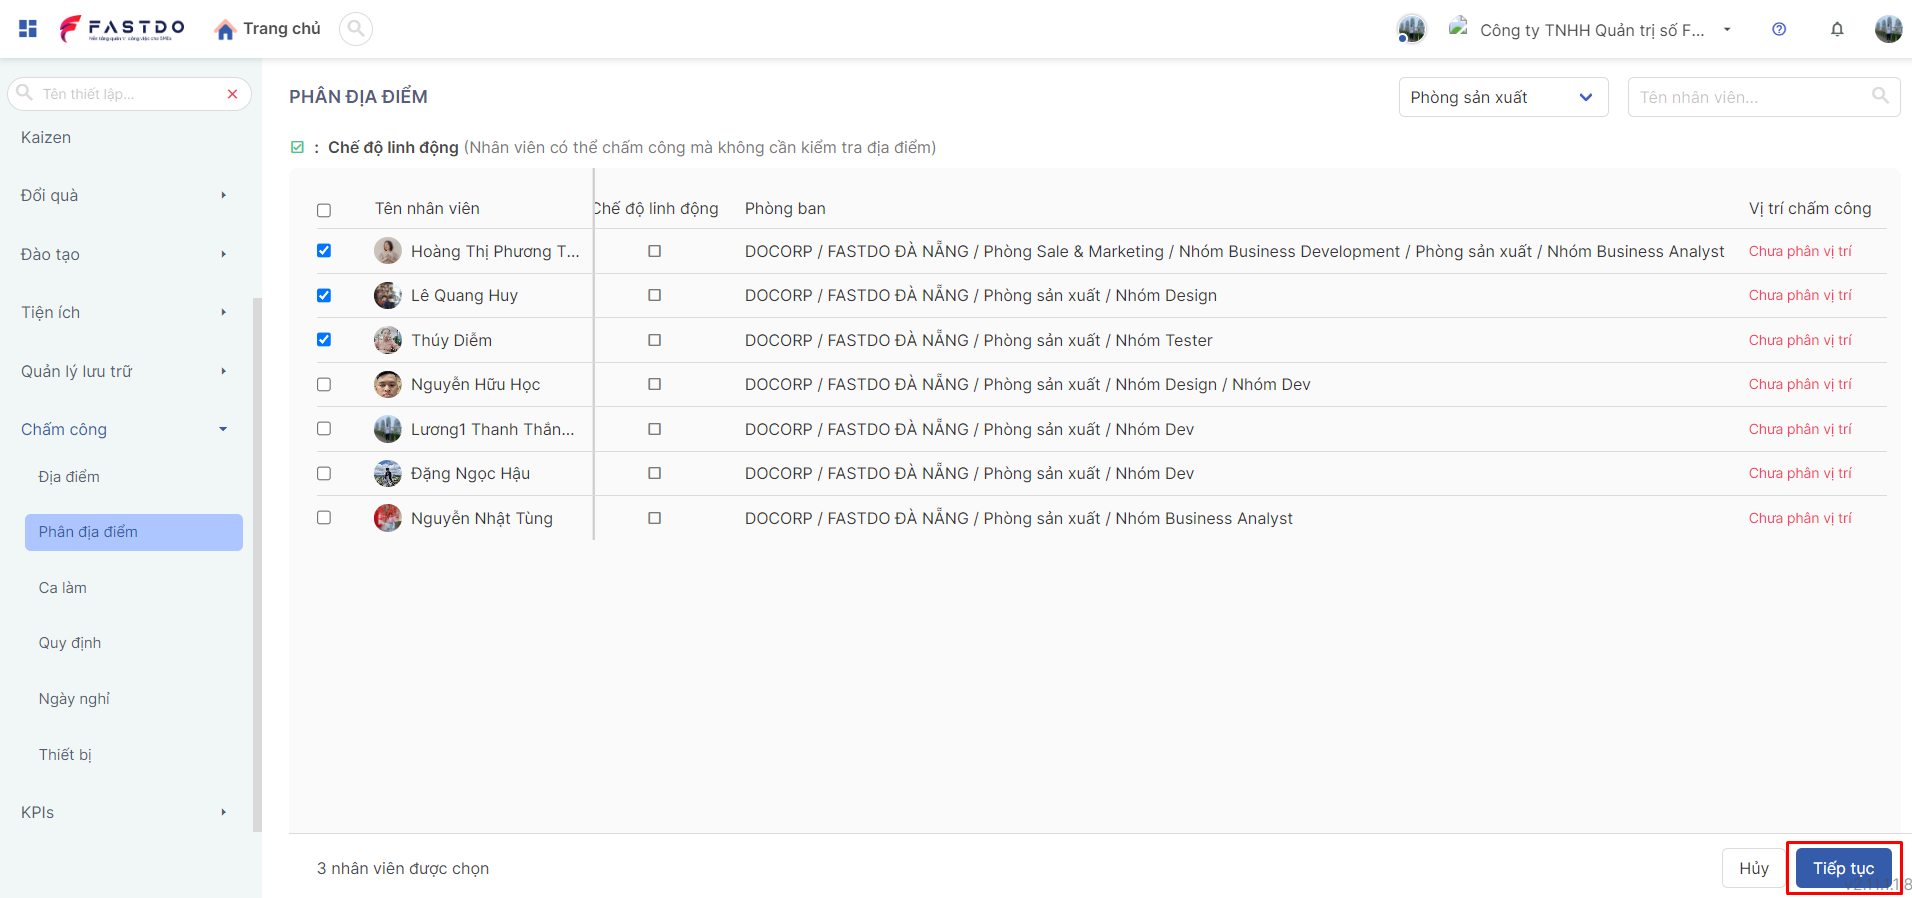 FASTDO
Nền tảng quản trị công việc cho SMEs
Trang chủ
Công ty TNHH Quản trị số F...
Tên thiết lập...
Kaizen
Đổi quà
Đào tạo
Tiện ích
Quản lý lưu trữ
Chấm công
Địa điểm
Phân địa điểm
Ca làm
Quy định
Ngày nghỉ
Thiết bị
KPIs
PHÂN ĐỊA ĐIỂM
Phòng sản xuất
Tên nhân viên...
: Chế độ linh động (Nhân viên có thể chấm công mà không cần kiểm tra địa điểm)
Tên nhân viên Chế độ linh động Phòng ban Vị trí chấm công
Hoàng Thị Phương T... DOCORP / FASTDO ĐÀ NẴNG / Phòng Sale & Marketing / Nhóm Business Development / Phòng sản xuất / Nhóm Business Analyst Chưa phân vị trí
Lê Quang Huy DOCORP / FASTDO ĐÀ NẴNG / Phòng sản xuất / Nhóm Design Chưa phân vị trí
Thúy Diễm DOCORP / FASTDO ĐÀ NẴNG / Phòng sản xuất / Nhóm Tester Chưa phân vị trí
Nguyễn Hữu Học DOCORP / FASTDO ĐÀ NẴNG / Phòng sản xuất / Nhóm Design / Nhóm Dev Chưa phân vị trí
Lương1 Thanh Thắn... DOCORP / FASTDO ĐÀ NẴNG / Phòng sản xuất / Nhóm Dev Chưa phân vị trí
Đặng Ngọc Hậu DOCORP / FASTDO ĐÀ NẴNG / Phòng sản xuất / Nhóm Dev Chưa phân vị trí
Nguyễn Nhật Tùng DOCORP / FASTDO ĐÀ NẴNG / Phòng sản xuất / Nhóm Business Analyst Chưa phân vị trí
3 nhân viên được chọn
Hủy
Tiếp tục